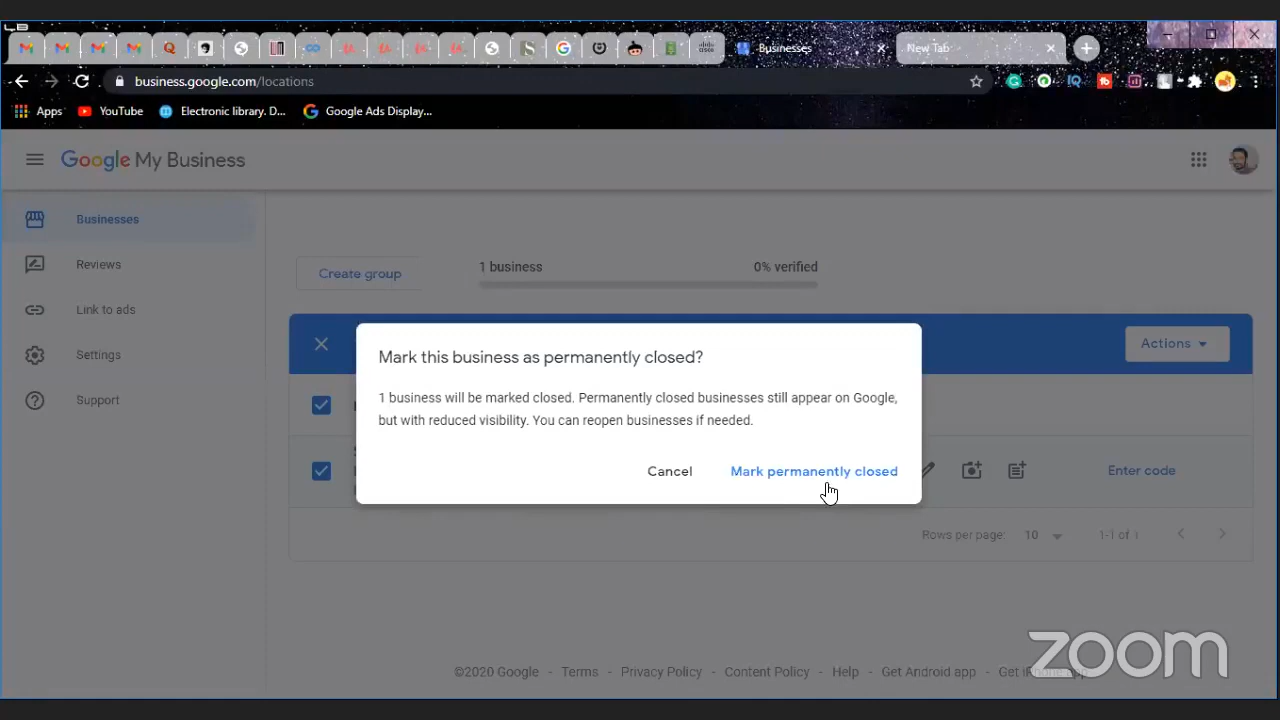 Businesses
New Tab
business.google.com/locations
Apps
YouTube
Electronic library. D...
Google Ads Display...
Google My Business
Businesses
Reviews
Link to ads
Settings
Support
Create group
1 business
0% verified
Actions
Mark this business as permanently closed?
1 business will be marked closed. Permanently closed businesses still appear on Google,
but with reduced visibility. You can reopen businesses if needed.
Cancel
Mark permanently closed
Enter code
Rows per page:
10
1-1 of 1
©2020 Google - Terms - Privacy Policy - Content Policy - Help - Get Android app - Get iPhone app
zoom